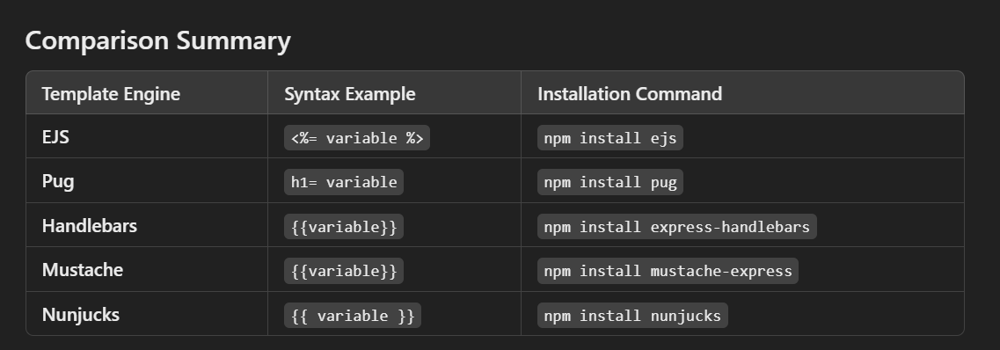 Comparison Summary
Template Engine Syntax Example Installation Command
EJS <%= variable %> npm install ejs
Pug h1= variable npm install pug
Handlebars {{variable}} npm install express-handlebars
Mustache {{variable}} npm install mustache-express
Nunjucks {{ variable }} npm install nunjucks